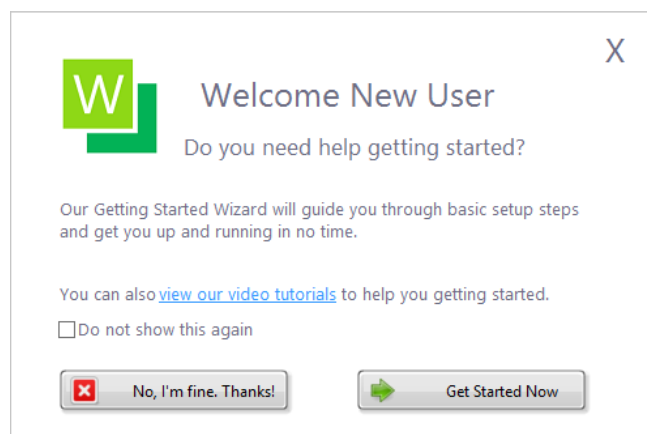 X
W
Welcome New User
Do you need help getting started?
Our Getting Started Wizard will guide you through basic setup steps
and get you up and running in no time.
You can also view our video tutorials to help you getting started.
Do not show this again
No, I'm fine. Thanks!
Get Started Now